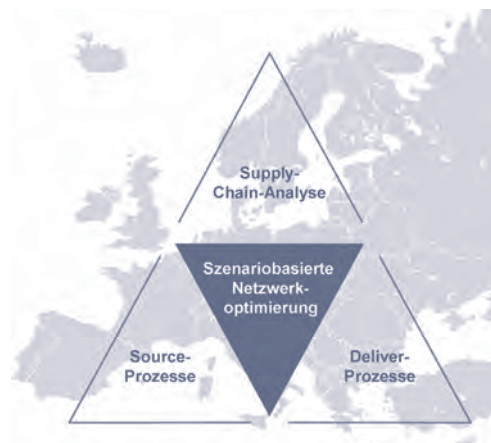 Supply-
Chain-Analyse
Szenariobasierte
Netzwerk-
optimierung
Source-
Prozesse
Deliver-
Prozesse